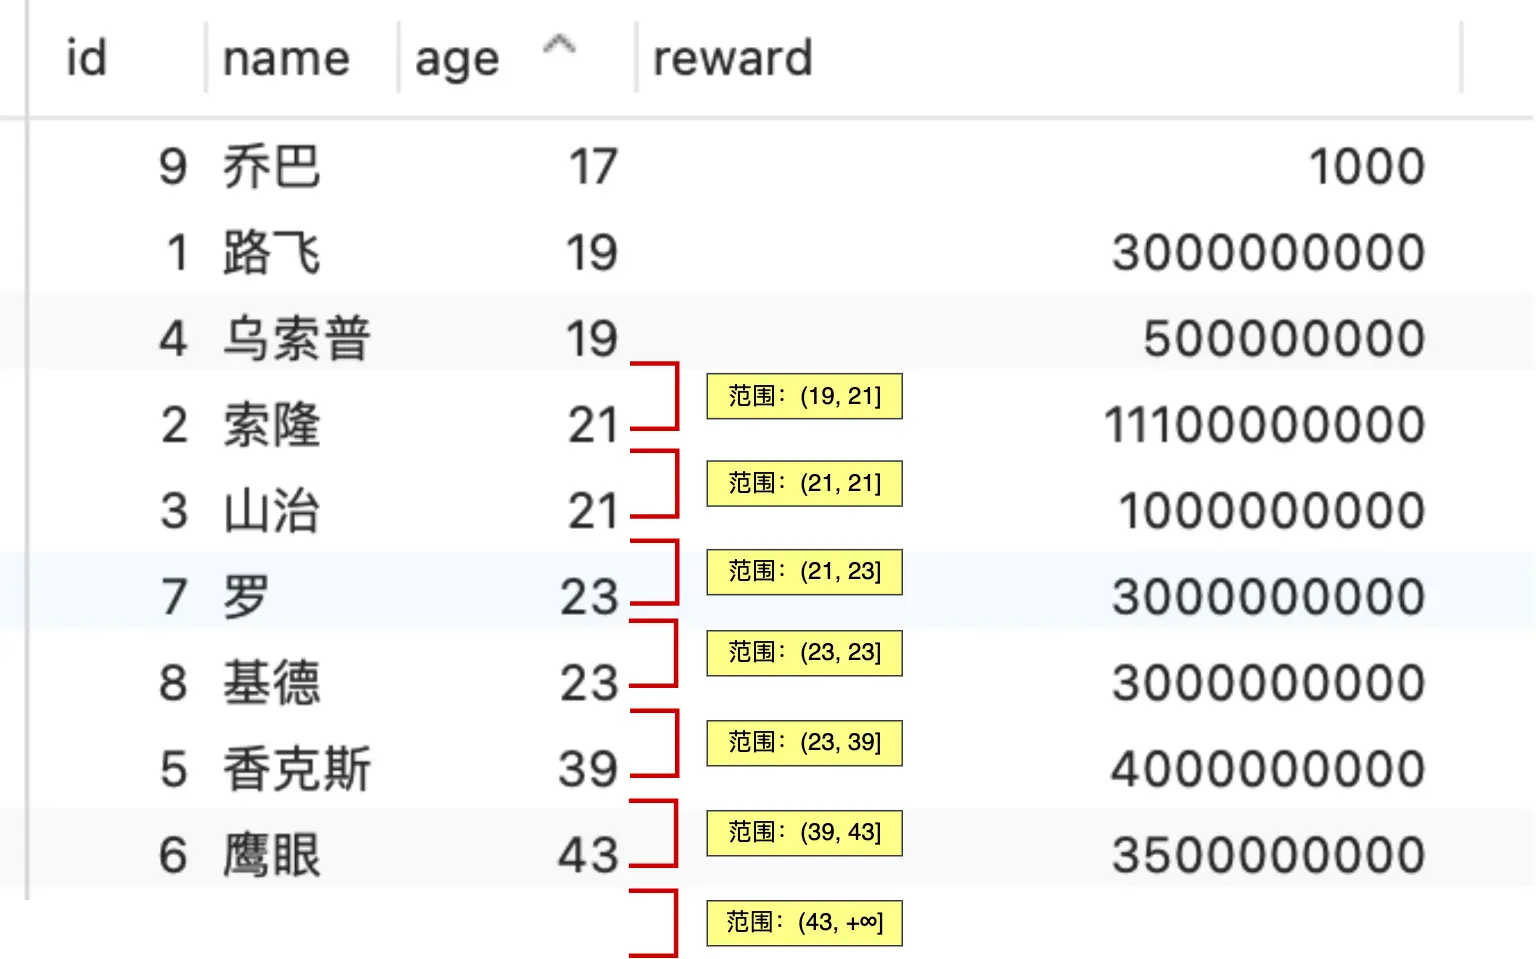 id name age reward
9 乔巴 17 1000
1 路飞 19 3000000000
4 乌索普 19 500000000
范围：(19, 21]
2 索隆 21 11100000000
范围：(21, 21]
3 山治 21 1000000000
范围：(21, 23]
7 罗 23 3000000000
范围：(23, 23]
8 基德 23 3000000000
范围：(23, 39]
5 香克斯 39 4000000000
范围：(39, 43]
6 鹰眼 43 3500000000
范围：(43, +∞]